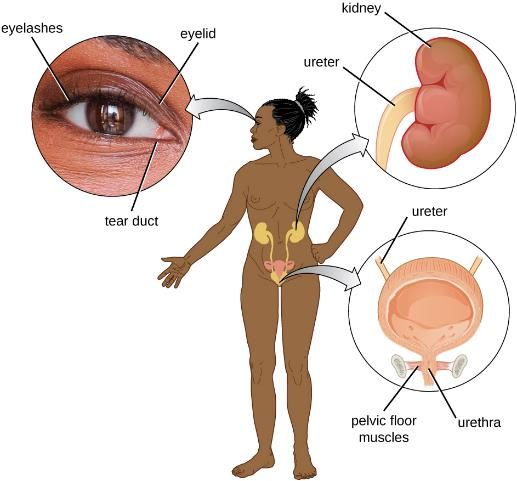 eyelashes
eyelid
tear duct
kidney
ureter
ureter
pelvic floor
muscles
urethra